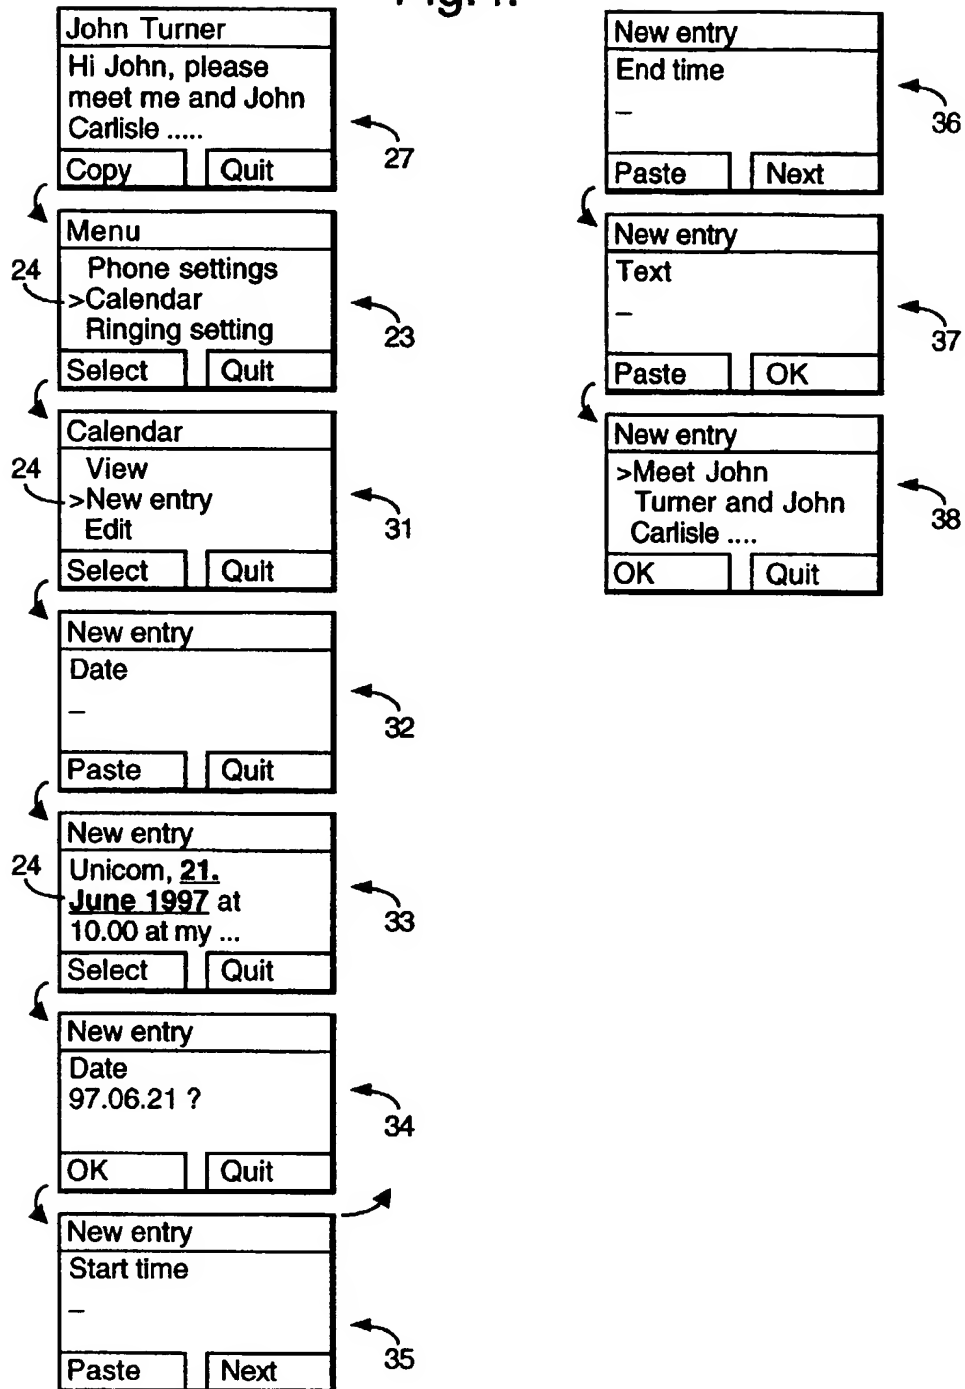 John Turner
Hi John, please
meet me and John
Carlisle .....
Copy Quit
27
Menu
Phone settings
24 >Calendar
Ringing setting
23
Select Quit
Calendar
View
24 >New entry
Edit
31
Select Quit
New entry
Date
_
32
Paste Quit
New entry
24 Unicom, 21.
June 1997 at
10.00 at my ...
33
Select Quit
New entry
Date
97.06.21 ?
34
OK Quit
New entry
Start time
_
35
Paste Next
New entry
End time
_
36
Paste Next
New entry
Text
_
37
Paste OK
New entry
>Meet John
Turner and John
Carlisle ....
38
OK Quit